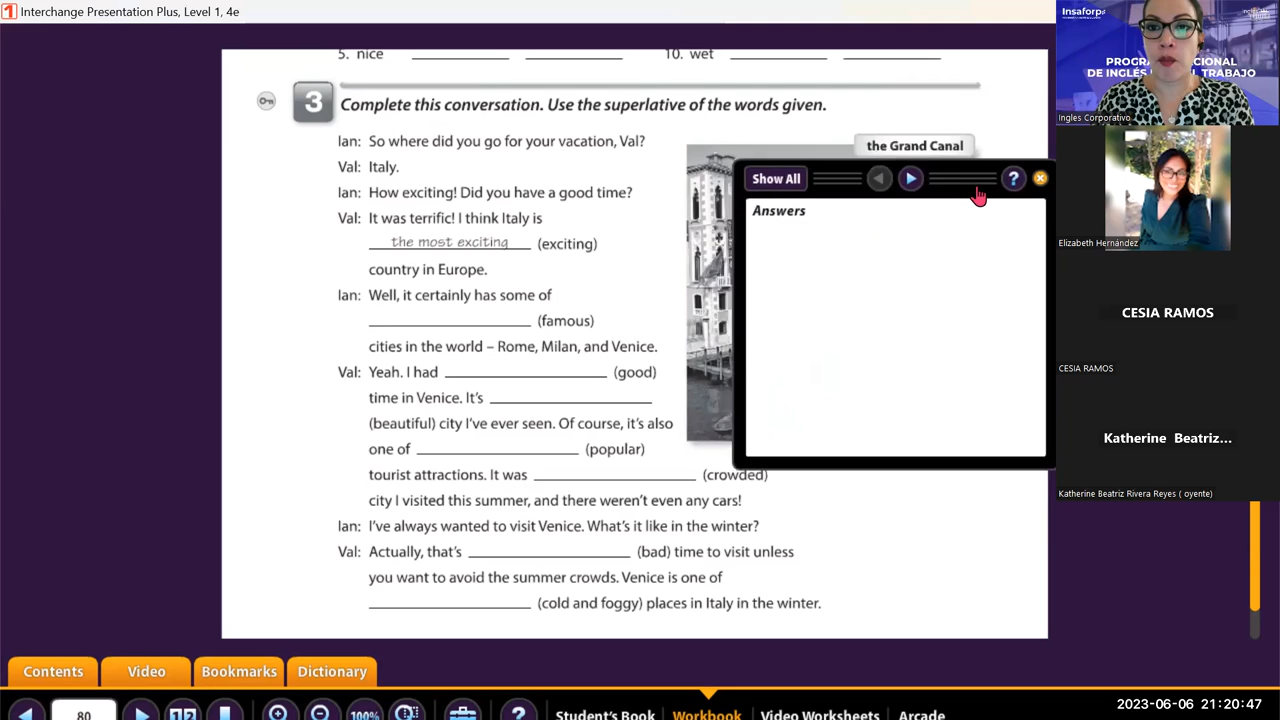 Interchange Presentation Plus, Level 1, 4e
5. nice
10. wet
3 Complete this conversation. Use the superlative of the words given.
Ian: So where did you go for your vacation, Val?
Val: Italy.
Ian: How exciting! Did you have a good time?
Val: It was terrific! I think Italy is
the most exciting (exciting)
country in Europe.
Ian: Well, it certainly has some of
(famous)
cities in the world – Rome, Milan, and Venice.
Val: Yeah. I had (good)
time in Venice. It's
(beautiful) city I've ever seen. Of course, it's also
one of (popular)
tourist attractions. It was (crowded)
city I visited this summer, and there weren't even any cars!
Ian: I've always wanted to visit Venice. What's it like in the winter?
Val: Actually, that's (bad) time to visit unless
you want to avoid the summer crowds. Venice is one of
(cold and foggy) places in Italy in the winter.
the Grand Canal
Show All
?
Answers
Insaforp
DE INGLÉS
TRABAJO
Ingles Corporativo
Elizabeth Hernández
CESIA RAMOS
CESIA RAMOS
Katherine Beatriz...
Katherine Beatriz Rivera Reyes ( oyente)
Contents
Video
Bookmarks
Dictionary
80
100%
?
Student's Book
Workbook
Video Worksheets
Arcade
2023-06-06 21:20:47